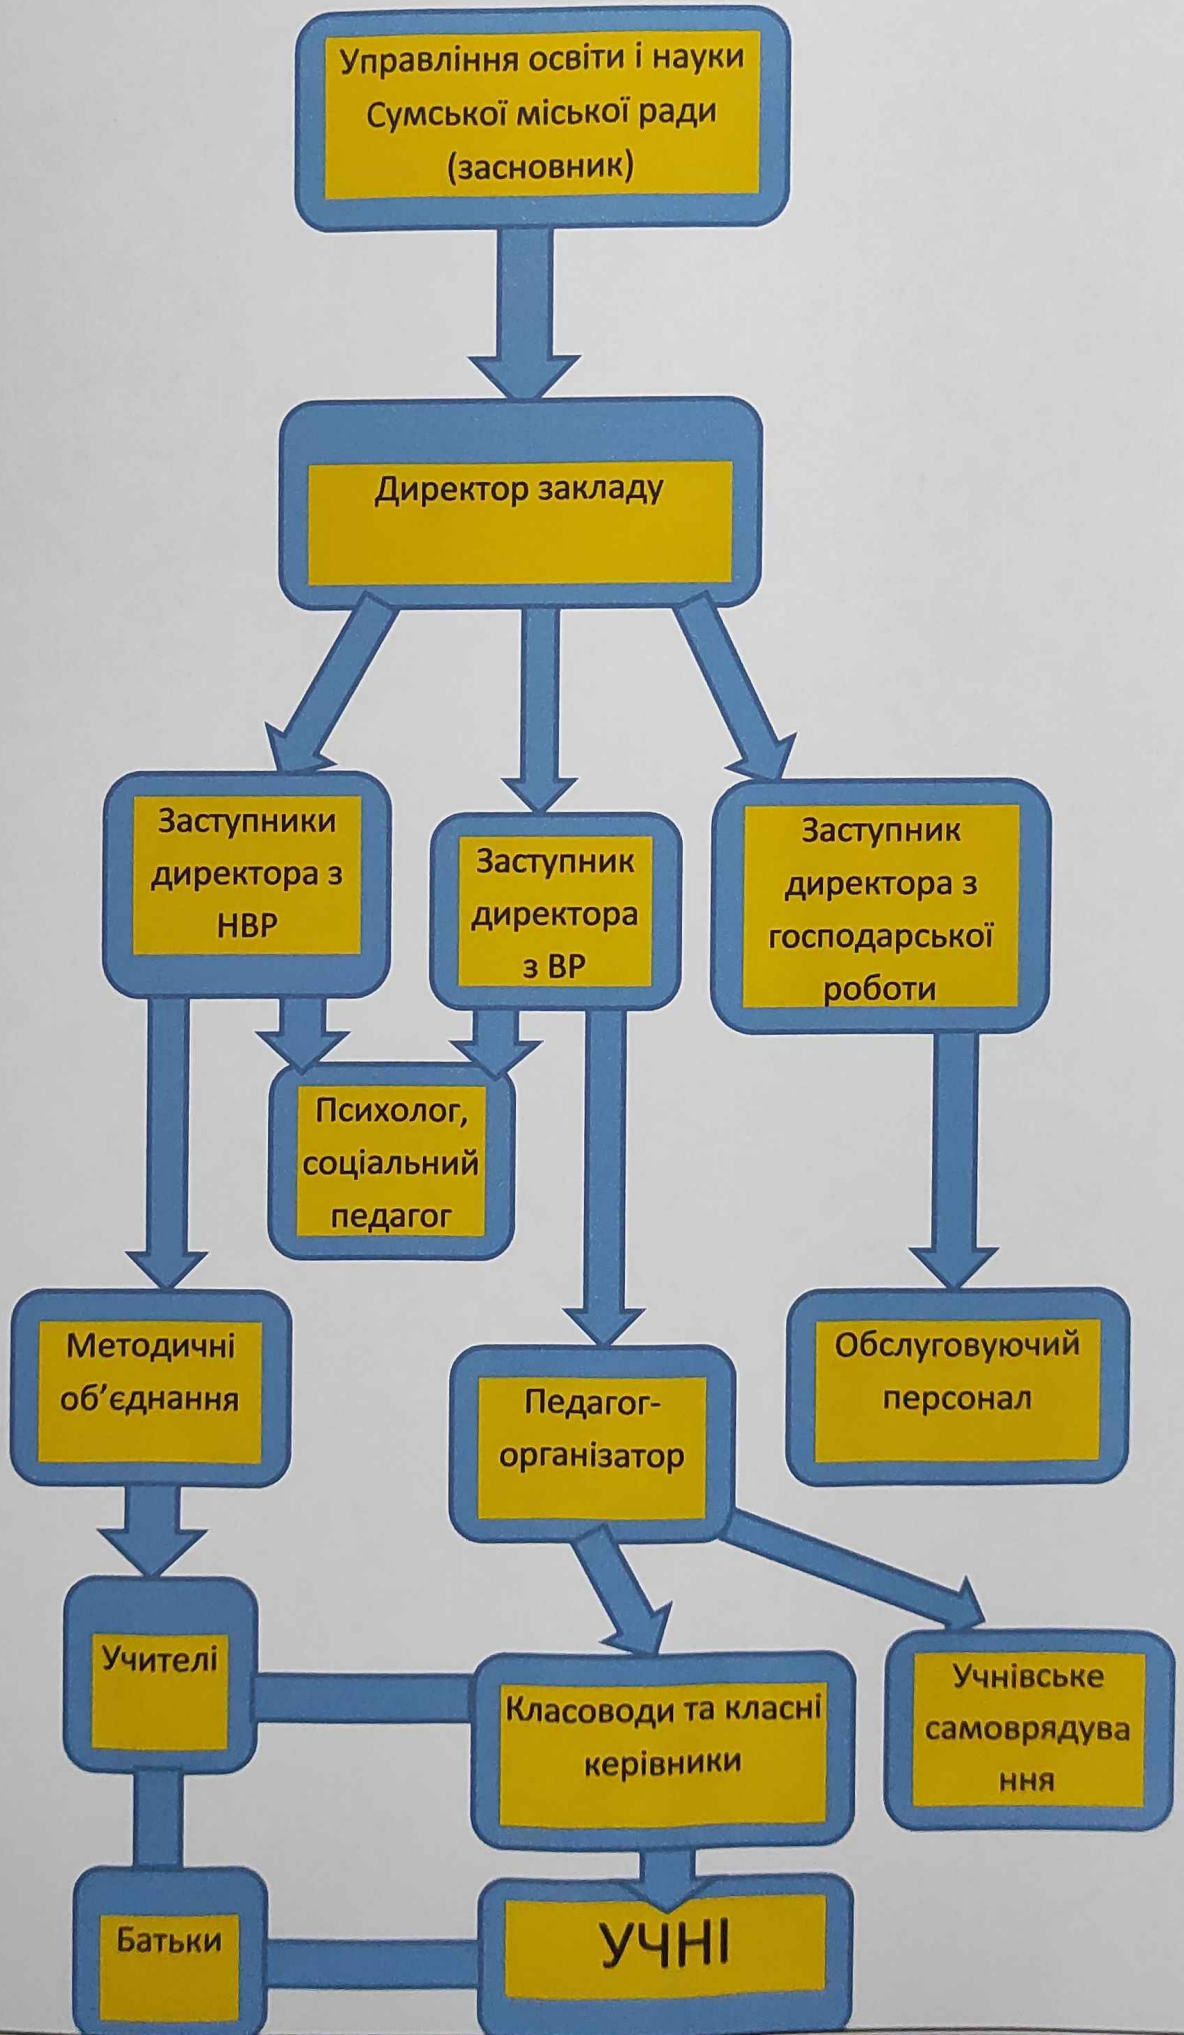 Управління освіти і науки
Сумської міської ради
(засновник)
Директор закладу
Заступники
директора з
НВР
Заступник
директора
з ВР
Заступник
директора з
господарської
роботи
Психолог,
соціальний
педагог
Методичні
об’єднання
Педагог-
організатор
Обслуговуючий
персонал
Учителі
Класоводи та класні
керівники
Учнівське
самоврядува
ння
Батьки
УЧНІ